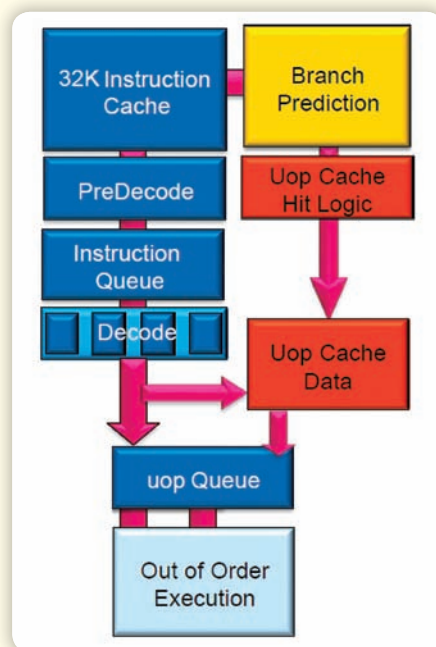 32K Instruction
Cache
Branch
Prediction
PreDecode
Uop Cache
Hit Logic
Instruction
Queue
Decode
Uop Cache
Data
uop Queue
Out of Order
Execution